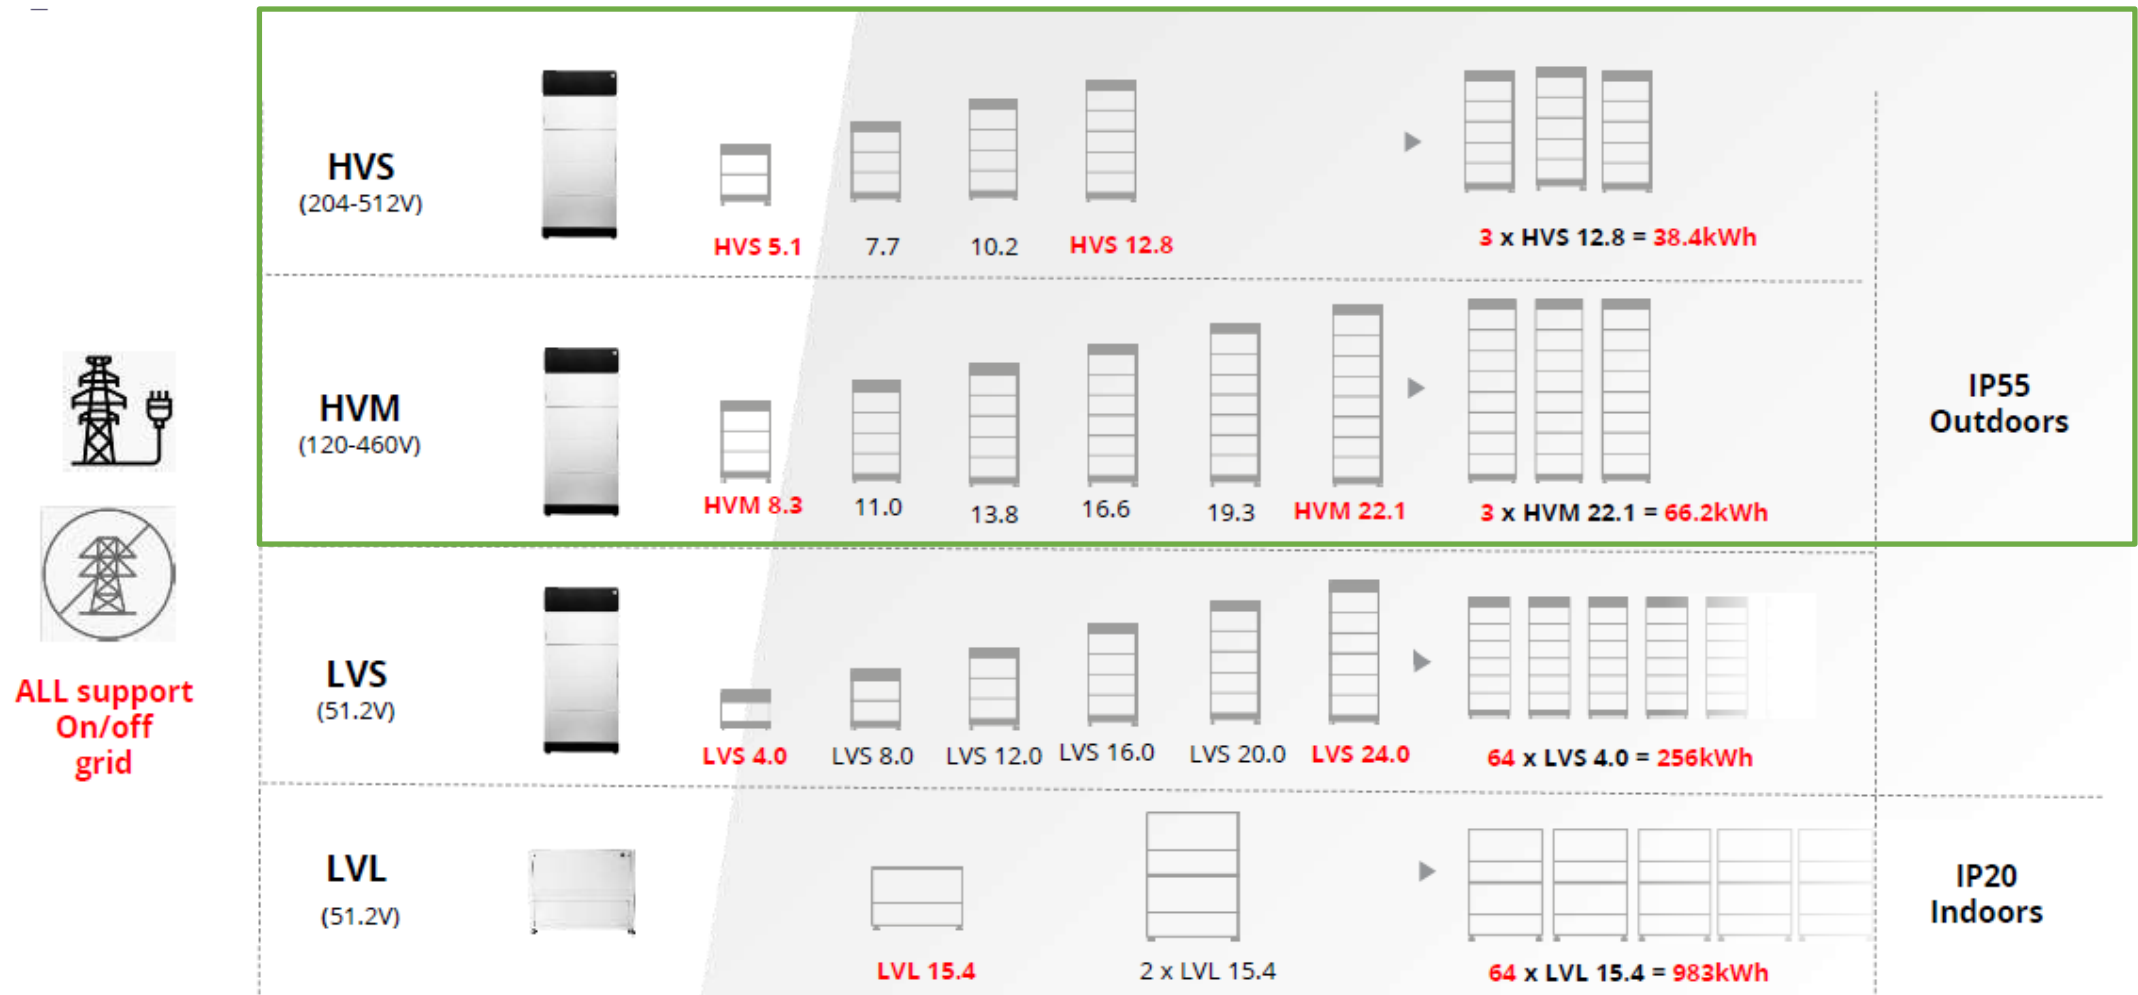 HVS
(204-512V)
HVS 5.1
7.7
10.2
HVS 12.8
3 x HVS 12.8 = 38.4kWh
HVM
(120-460V)
HVM 8.3
11.0
13.8
16.6
19.3
HVM 22.1
3 x HVM 22.1 = 66.2kWh
IP55
Outdoors
ALL support
On/off
grid
LVS
(51.2V)
LVS 4.0
LVS 8.0
LVS 12.0
LVS 16.0
LVS 20.0
LVS 24.0
64 x LVS 4.0 = 256kWh
LVL
(51.2V)
LVL 15.4
2 x LVL 15.4
64 x LVL 15.4 = 983kWh
IP20
Indoors